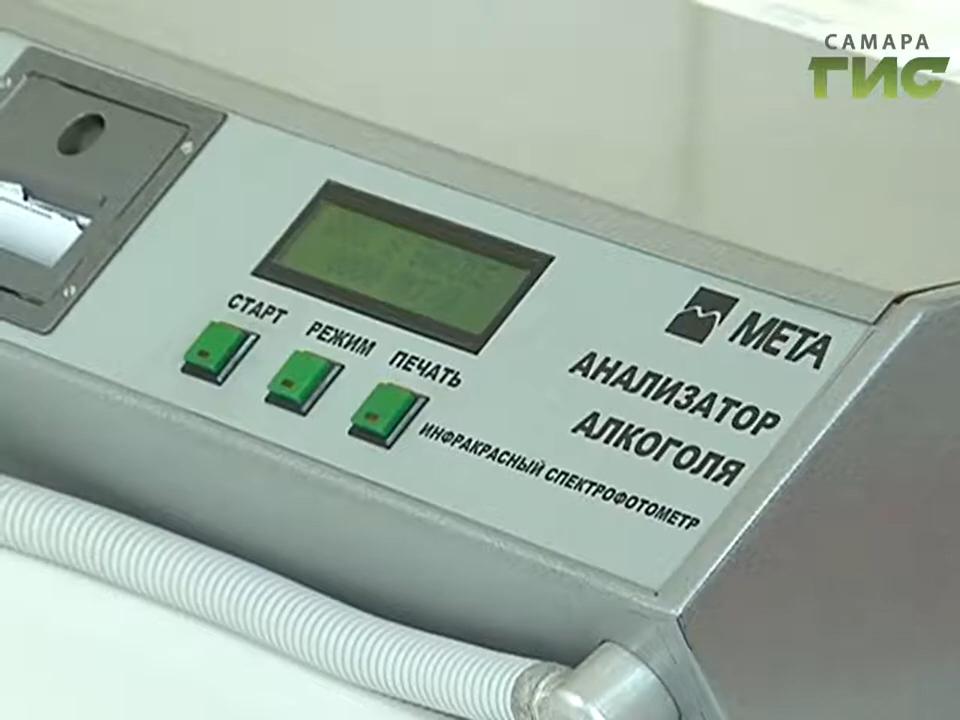 САМАРА
ГИС
СТАРТ
РЕЖИМ
ПЕЧАТЬ
МЕТА
АНАЛИЗАТОР
АЛКОГОЛЯ
ИНФРАКРАСНЫЙ СПЕКТРОФОТОМЕТР